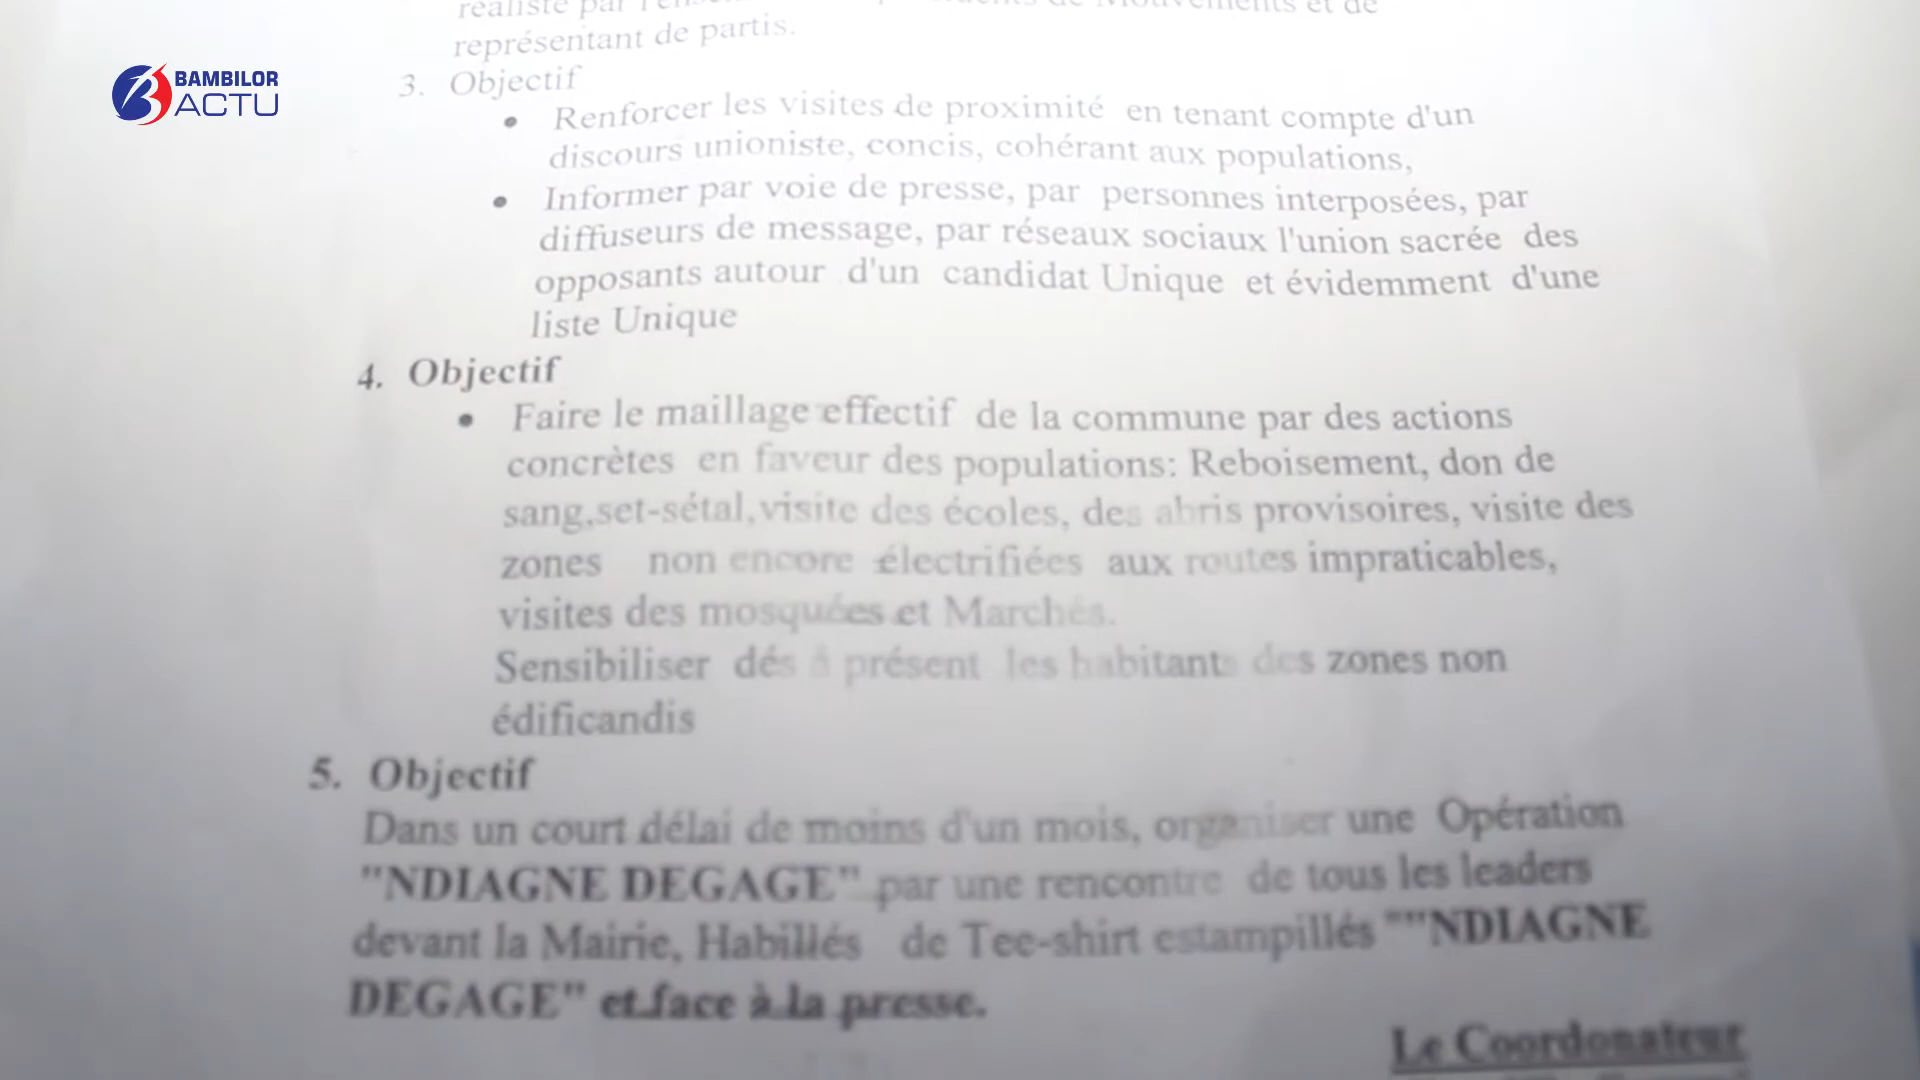 réaliste par
représentant de partis.
BAMBILOR
ACTU
3. Objectif
• Renforcer les visites de proximité en tenant compte d'un
discours unioniste, concis, cohérant aux populations,
• Informer par voie de presse, par personnes interposées, par
diffuseurs de message, par réseaux sociaux l'union sacrée des
opposants autour d'un candidat Unique et évidemment d'une
liste Unique
4. Objectif
• Faire le maillage effectif de la commune par des actions
concrètes en faveur des populations: Reboisement, don de
sang,set-sétal,visite des écoles, des abris provisoires, visite des
zones non encore électrifiées aux routes impraticables,
visites des mosquées et Marchés.
Sensibiliser dés à présent les habitants des zones non
édificandis
5. Objectif
Dans un court délai de moins d'un mois, organiser une Opération
"NDIAGNE DEGAGE" par une rencontre de tous les leaders
devant la Mairie, Habillés de Tee-shirt estampillés ""NDIAGNE
DEGAGE" et face à la presse.
Le Coordonateur